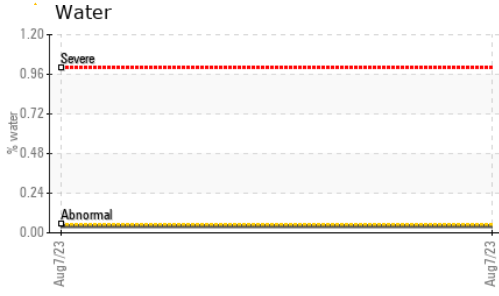 Water
1.20
Severe
0.96
0.72
% water
0.48
0.24
Abnormal
0.00
Aug7/23
Aug7/23